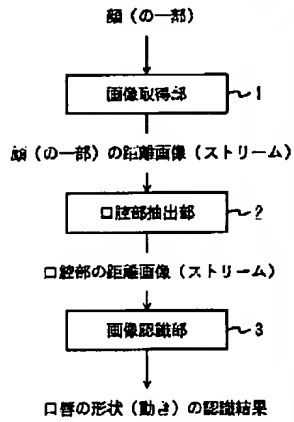 顔（の一部）
画像取得部
1
顔（の一部）の距離画像（ストリーム）
口腔部抽出部
2
口腔部の距離画像（ストリーム）
画像認識部
3
口唇の形状（動き）の認識結果